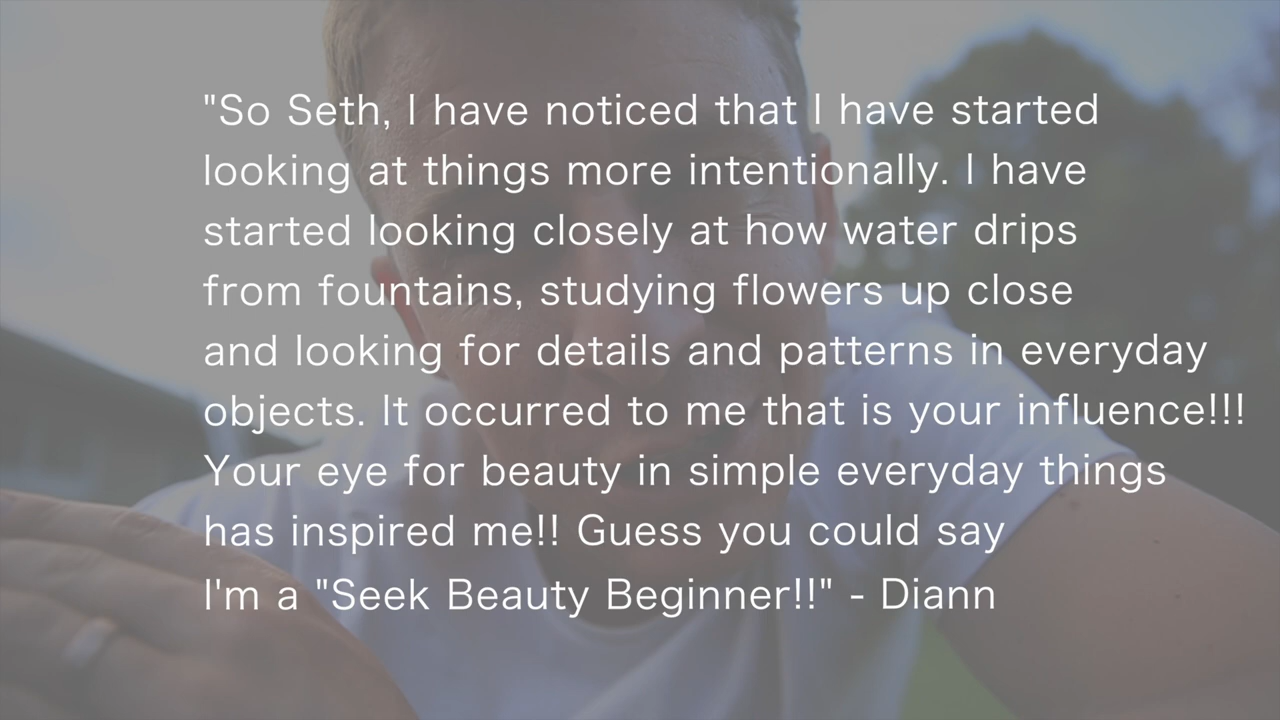 "So Seth, I have noticed that I have started
looking at things more intentionally. I have
started looking closely at how water drips
from fountains, studying flowers up close
and looking for details and patterns in everyday
objects. It occurred to me that is your influence!!!
Your eye for beauty in simple everyday things
has inspired me!! Guess you could say
I'm a "Seek Beauty Beginner!!" - Diann